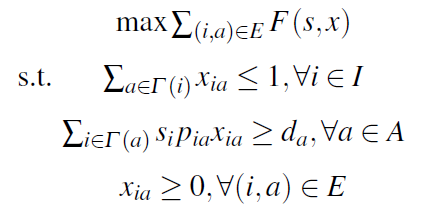 max ∑_{(i,a)∈E} F(s,x)
s.t. ∑_{a∈Γ(i)} x_{ia} ≤ 1, ∀i ∈ I
∑_{i∈Γ(a)} s_i p_{ia} x_{ia} ≥ d_a, ∀a ∈ A
x_{ia} ≥ 0, ∀(i,a) ∈ E